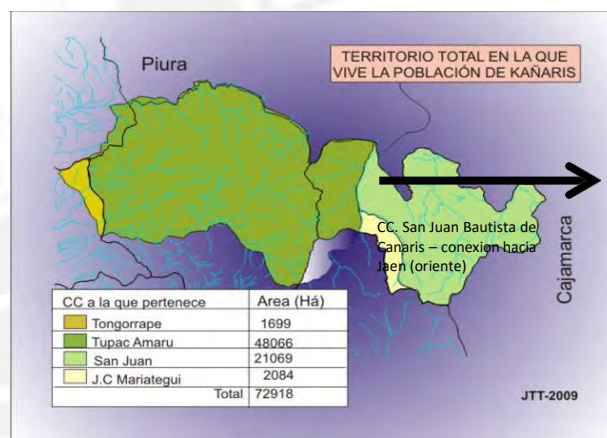 Piura
TERRITORIO TOTAL EN LA QUE
VIVE LA POBLACIÓN DE KAÑARIS
CC. San Juan Bautista de
Canaris – conexion hacia
Jaen (oriente)
Cajamarca
CC a la que pertenece Area (Há)
Tongorrape 1699
Tupac Amaru 48066
San Juan 21069
J.C Mariategui 2084
Total 72918
JTT-2009